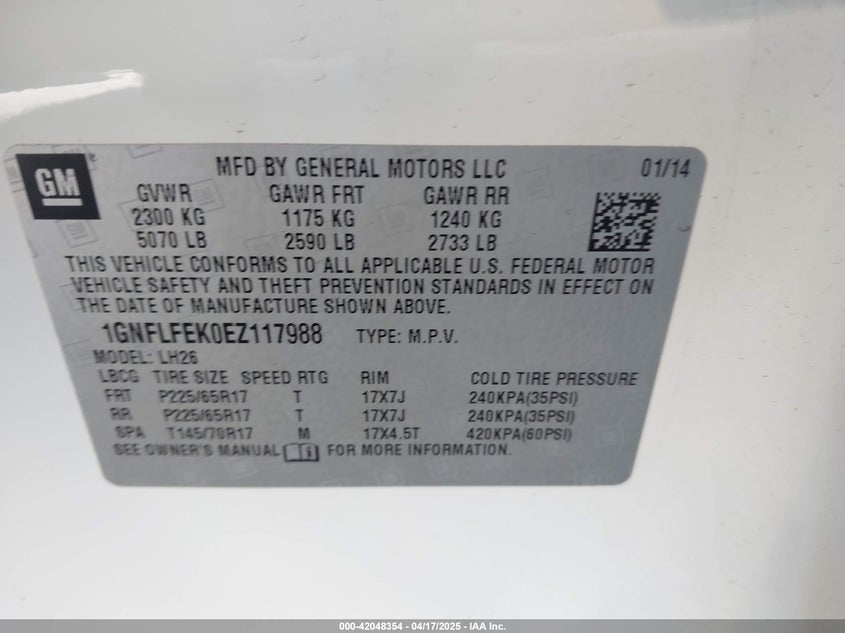 GM ®
MFD BY GENERAL MOTORS LLC 01/14
GVWR GAWR FRT GAWR RR
2300 KG 1175 KG 1240 KG
5070 LB 2590 LB 2733 LB
THIS VEHICLE CONFORMS TO ALL APPLICABLE U.S. FEDERAL MOTOR
VEHICLE SAFETY AND THEFT PREVENTION STANDARDS IN EFFECT ON
THE DATE OF MANUFACTURE SHOWN ABOVE.
1GNFLFEK0EZ117988 TYPE: M.P.V.
MODEL: LH26
LBCG TIRE SIZE SPEED RTG RIM COLD TIRE PRESSURE
FRT P225/65R17 T 17X7J 240KPA(35PSI)
RR P225/65R17 T 17X7J 240KPA(35PSI)
SPA T145/70R17 M 17X4.5T 420KPA(60PSI)
SEE OWNER'S MANUAL FOR MORE INFORMATION.
000-42048354 - 04/17/2025 - IAA Inc.